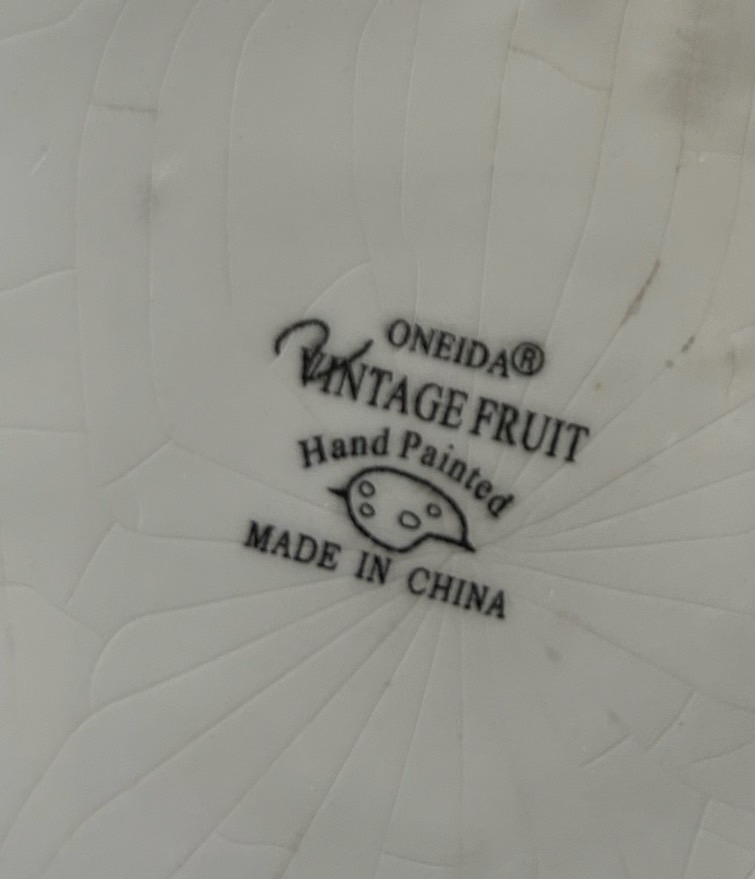 ONEIDA®
VINTAGE FRUIT
Hand Painted
MADE IN CHINA